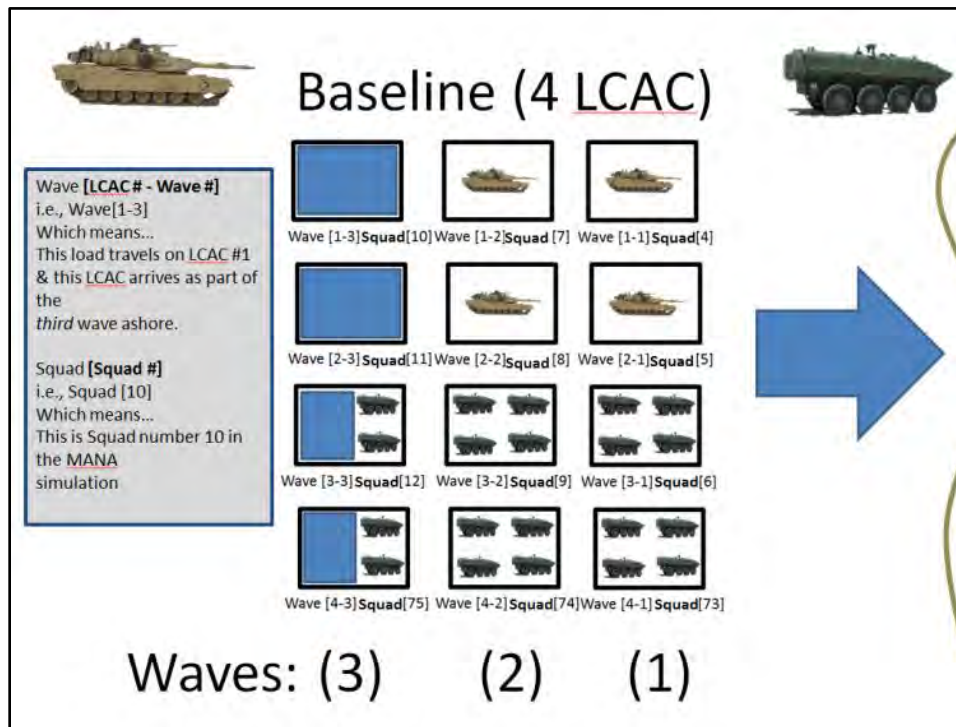 Baseline (4 LCAC)
Wave [LCAC # - Wave #]
i.e., Wave[1-3]
Which means...
This load travels on LCAC #1
& this LCAC arrives as part of
the
third wave ashore.
Squad [Squad #]
i.e., Squad [10]
Which means...
This is Squad number 10 in
the MANA
simulation
Wave [1-3] Squad[10] Wave [1-2] Squad [7] Wave [1-1] Squad[4]
Wave [2-3] Squad[11] Wave [2-2] Squad [8] Wave [2-1] Squad[5]
Wave [3-3] Squad[12] Wave [3-2] Squad[9] Wave [3-1] Squad[6]
Wave [4-3] Squad[75] Wave [4-2] Squad[74] Wave [4-1] Squad[73]
Waves: (3) (2) (1)